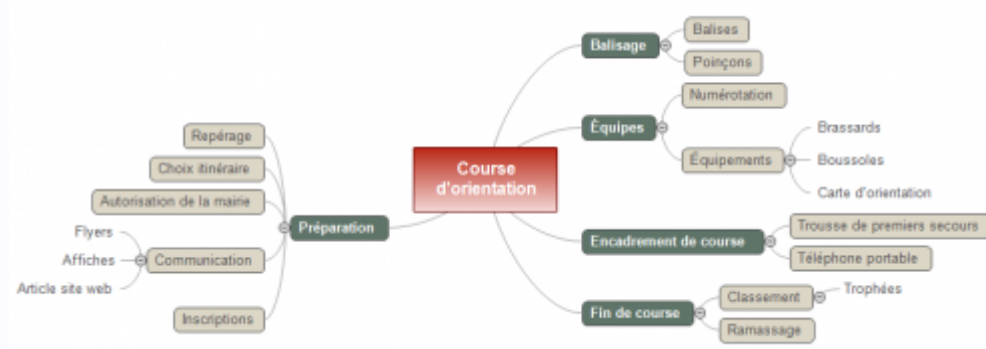 Course
d'orientation
Balisage
Balises
Poinçons
Équipes
Numérotation
Équipements
Brassards
Boussoles
Carte d'orientation
Encadrement de course
Trousse de premiers secours
Téléphone portable
Fin de course
Classement
Trophées
Ramassage
Préparation
Repérage
Choix itinéraire
Autorisation de la mairie
Communication
Flyers
Affiches
Article site web
Inscriptions